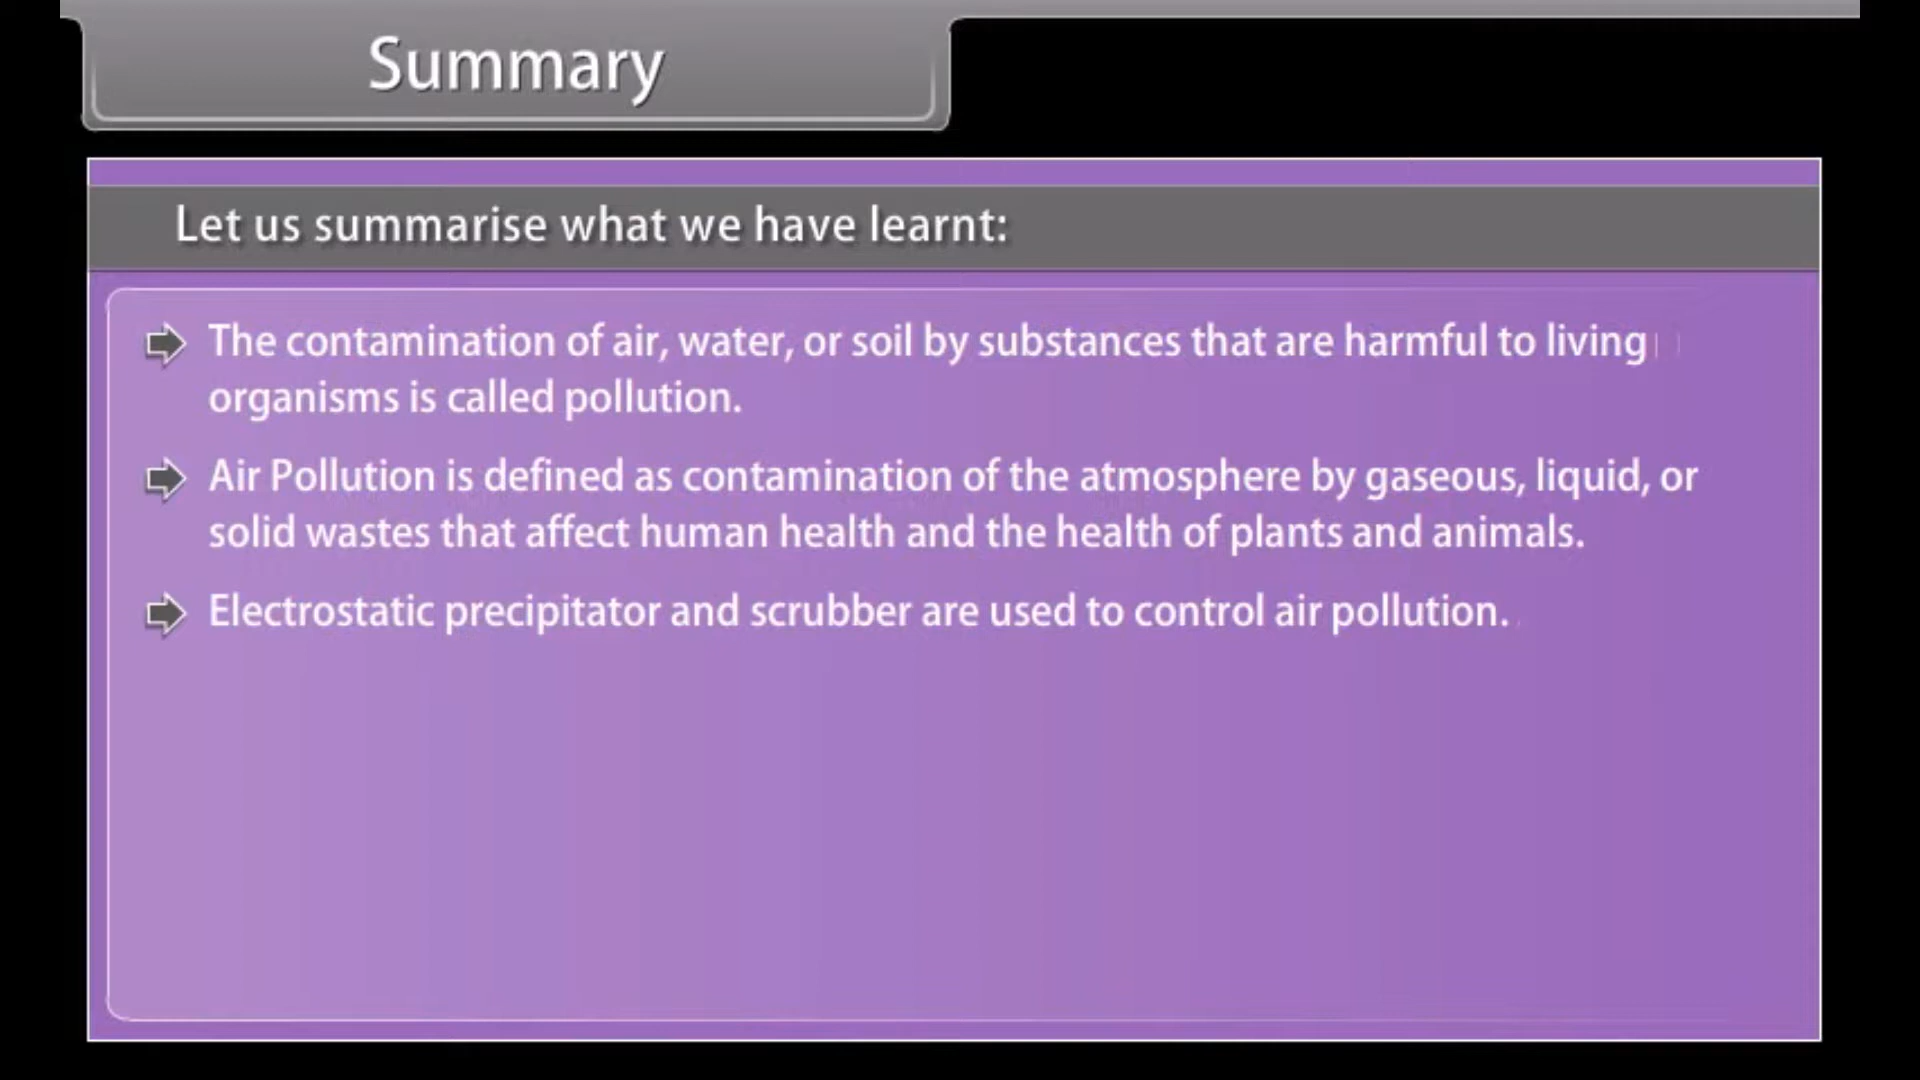 Summary
Let us summarise what we have learnt:
The contamination of air, water, or soil by substances that are harmful to living
organisms is called pollution.
Air Pollution is defined as contamination of the atmosphere by gaseous, liquid, or
solid wastes that affect human health and the health of plants and animals.
Electrostatic precipitator and scrubber are used to control air pollution.